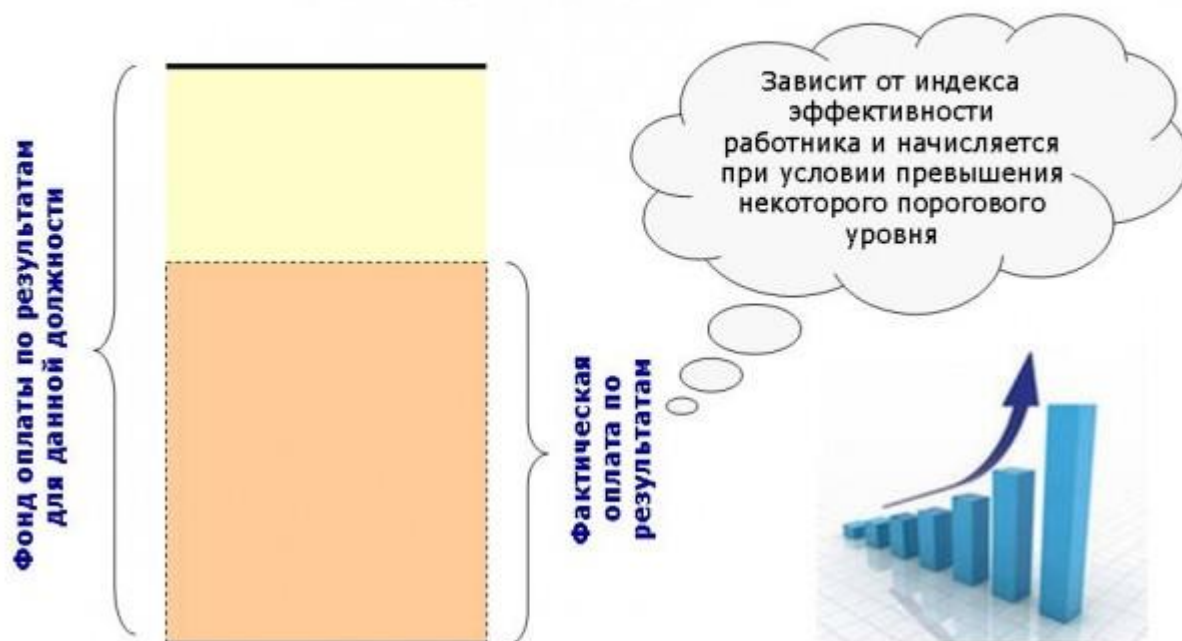 Фонд оплаты по результатам
для данной должности
Зависит от индекса
эффективности
работника и начисляется
при условии превышения
некоторого порогового
уровня
Фактическая
оплата по
результатам